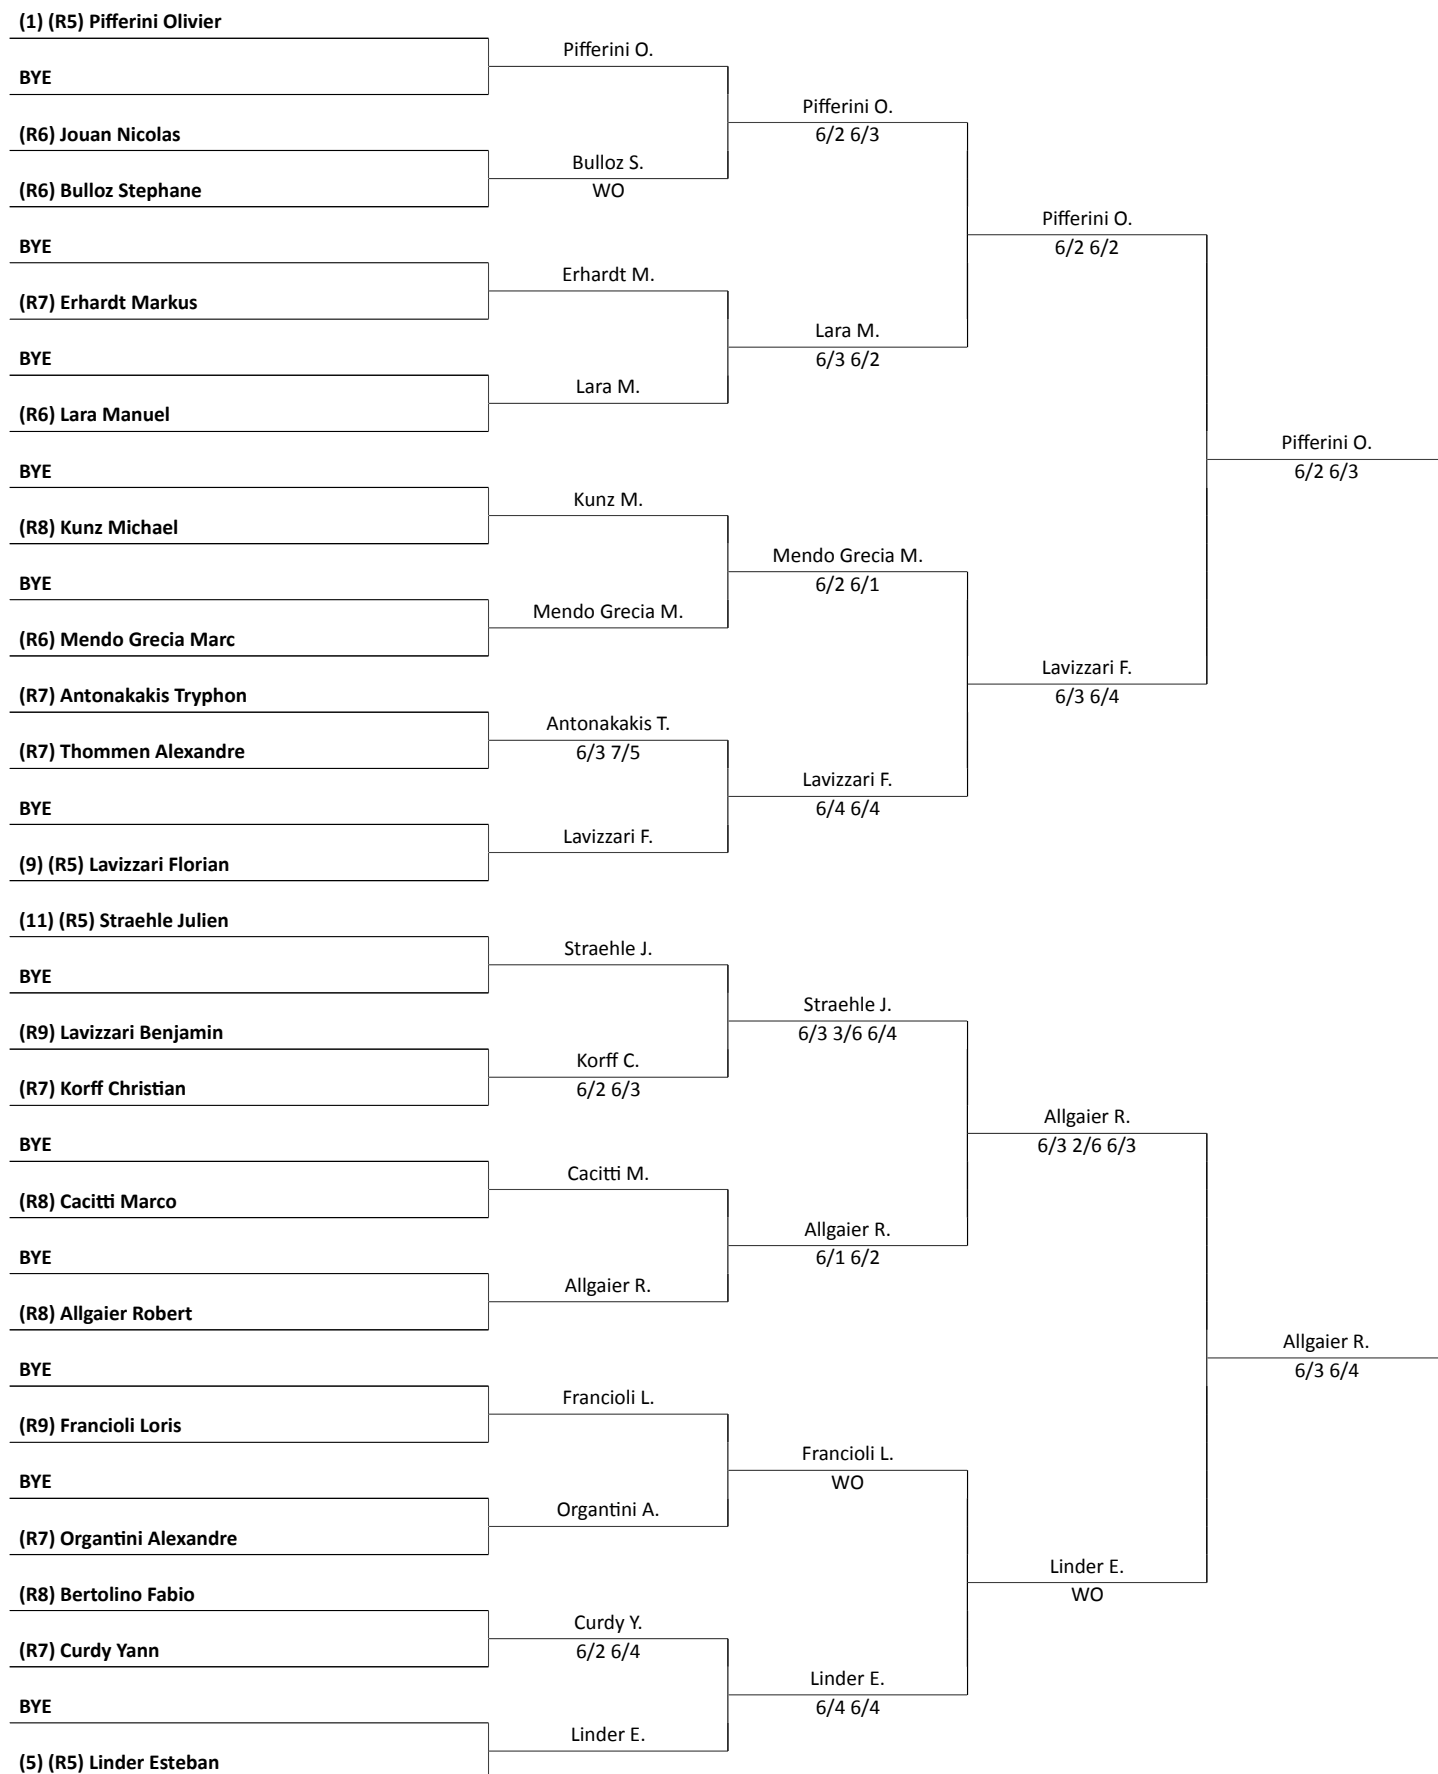 (1) (R5) Pifferini Olivier
Pifferini O.
BYE
Pifferini O.
6/2 6/3
(R6) Jouan Nicolas
Bulloz S.
WO
(R6) Bulloz Stephane
Pifferini O.
6/2 6/2
BYE
Erhardt M.
(R7) Erhardt Markus
Lara M.
6/3 6/2
BYE
Lara M.
(R6) Lara Manuel
Pifferini O.
6/2 6/3
BYE
Kunz M.
(R8) Kunz Michael
Mendo Grecia M.
6/2 6/1
BYE
Mendo Grecia M.
(R6) Mendo Grecia Marc
Lavizzari F.
6/3 6/4
(R7) Antonakakis Tryphon
Antonakakis T.
6/3 7/5
(R7) Thommen Alexandre
Lavizzari F.
6/4 6/4
BYE
Lavizzari F.
(9) (R5) Lavizzari Florian
(11) (R5) Straehle Julien
Straehle J.
BYE
Straehle J.
6/3 3/6 6/4
(R9) Lavizzari Benjamin
Korff C.
6/2 6/3
(R7) Korff Christian
Allgaier R.
6/3 2/6 6/3
BYE
Cacitti M.
(R8) Cacitti Marco
Allgaier R.
6/1 6/2
BYE
Allgaier R.
(R8) Allgaier Robert
Allgaier R.
6/3 6/4
BYE
Francioli L.
(R9) Francioli Loris
Francioli L.
WO
BYE
Organtini A.
(R7) Organtini Alexandre
Linder E.
WO
(R8) Bertolino Fabio
Curdy Y.
6/2 6/4
(R7) Curdy Yann
Linder E.
6/4 6/4
BYE
Linder E.
(5) (R5) Linder Esteban